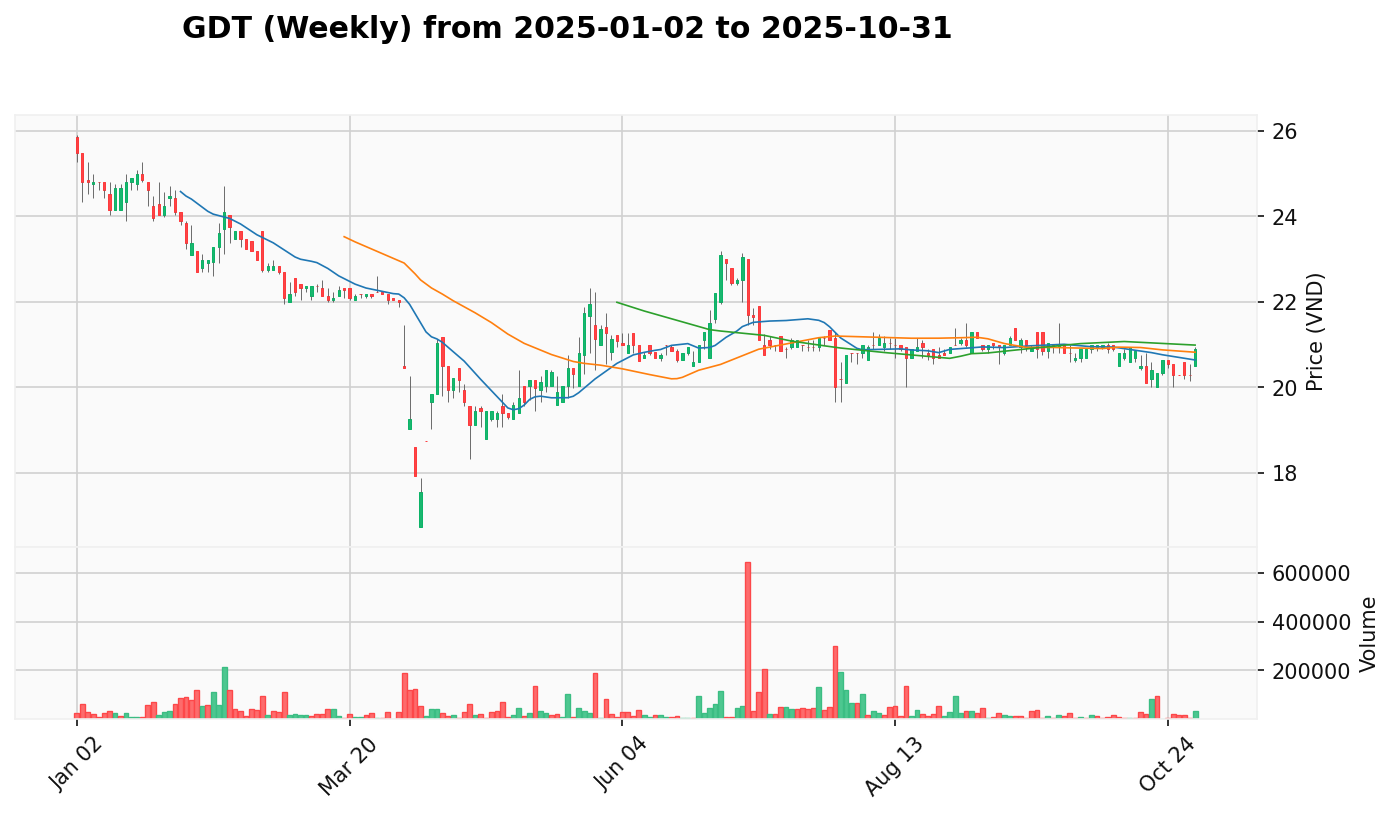 GDT (Weekly) from 2025-01-02 to 2025-10-31
26
24
22
20
18
Price (VND)
600000
400000
200000
Volume
Jan 02
Mar 20
Jun 04
Aug 13
Oct 24